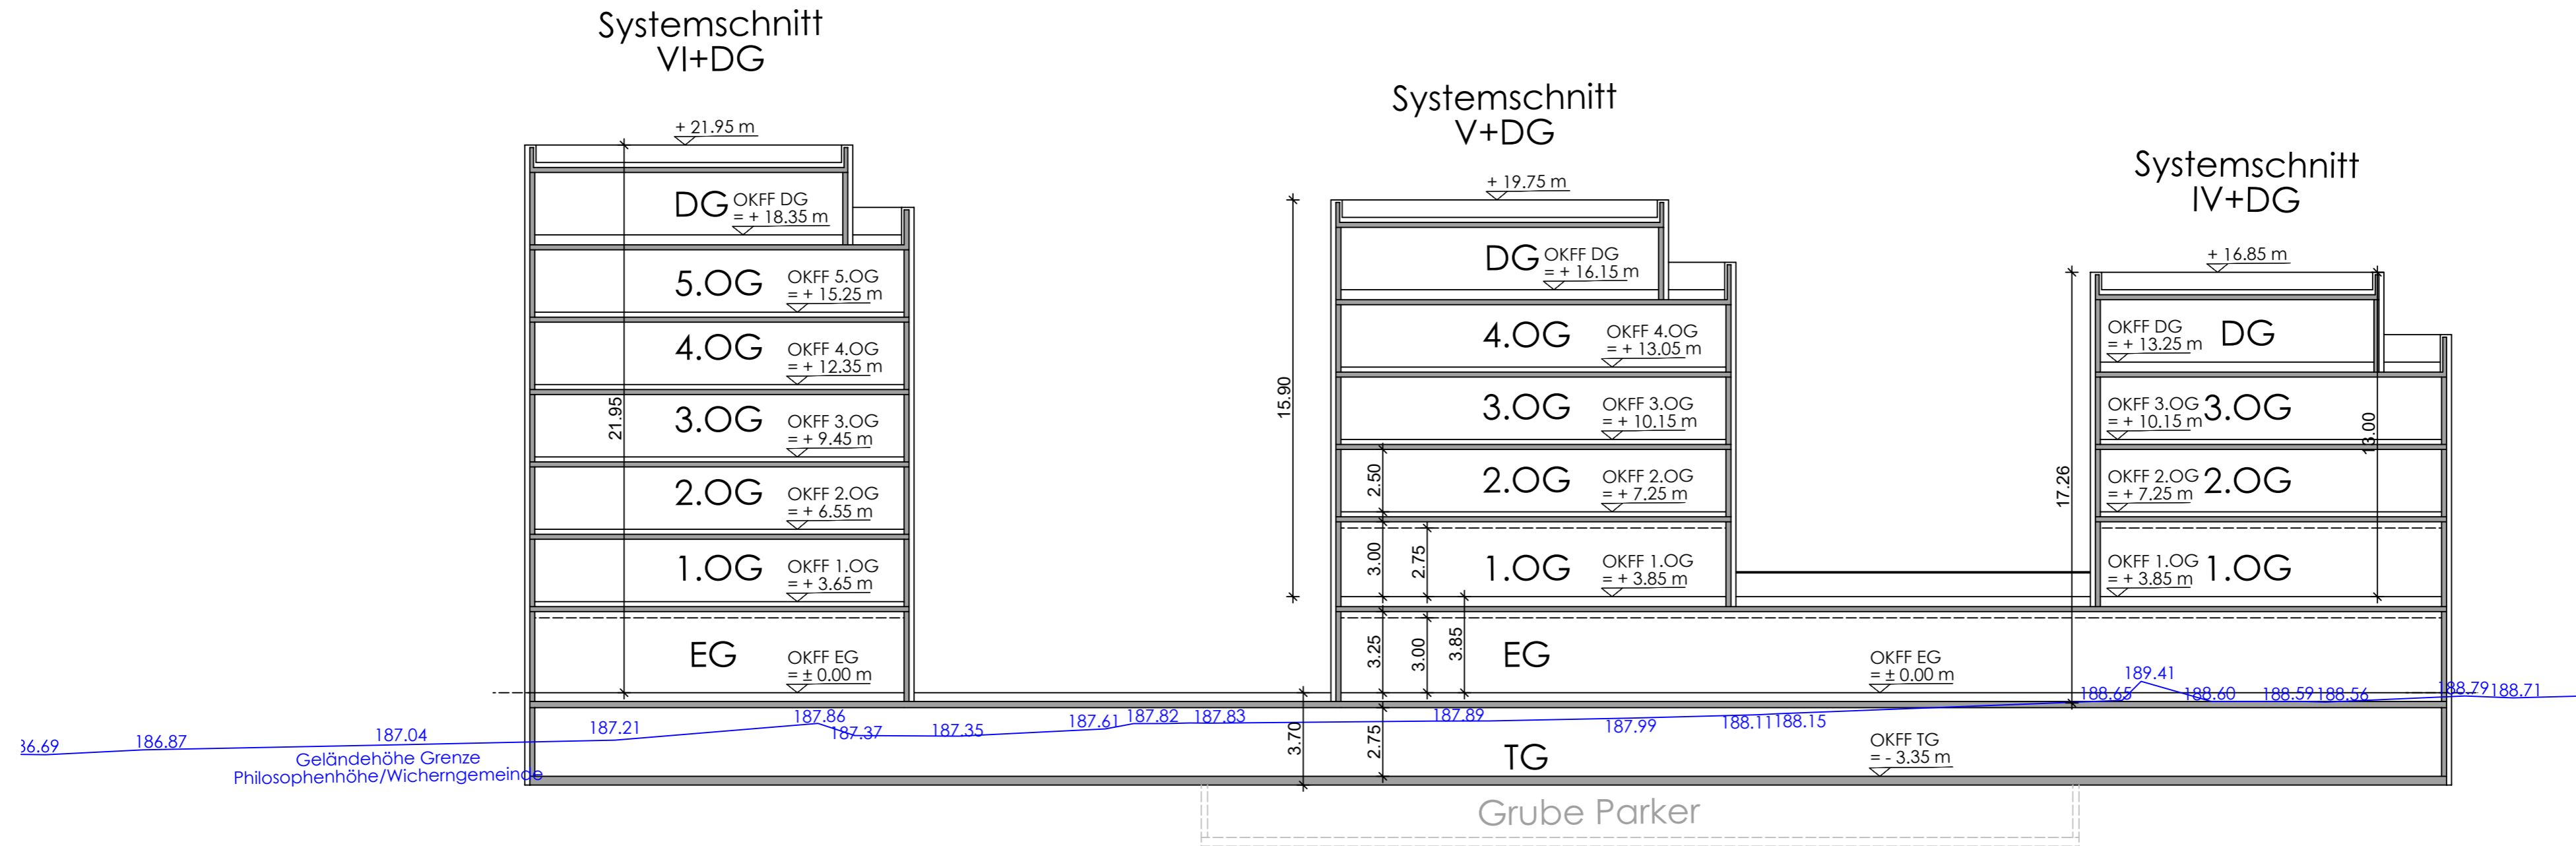 Systemschnitt
VI+DG
+ 21.95 m
DG
OKFF DG
= + 18.35 m
5.OG
OKFF 5.OG
= + 15.25 m
4.OG
OKFF 4.OG
= + 12.35 m
21.95
3.OG
OKFF 3.OG
= + 9.45 m
2.OG
OKFF 2.OG
= + 6.55 m
1.OG
OKFF 1.OG
= + 3.65 m
EG
OKFF EG
= ± 0.00 m
Systemschnitt
V+DG
+ 19.75 m
DG
OKFF DG
= + 16.15 m
15.90
4.OG
OKFF 4.OG
= + 13.05 m
3.OG
OKFF 3.OG
= + 10.15 m
2.50
2.OG
OKFF 2.OG
= + 7.25 m
3.00
2.75
1.OG
OKFF 1.OG
= + 3.85 m
3.25
3.00
3.85
EG
OKFF EG
= ± 0.00 m
Systemschnitt
IV+DG
+ 16.85 m
OKFF DG
= + 13.25 m
DG
OKFF 3.OG
= + 10.15 m
3.OG
13.00
17.26
OKFF 2.OG
= + 7.25 m
2.OG
OKFF 1.OG
= + 3.85 m
1.OG
186.87
187.04
187.21
187.86
187.37
187.35
187.61
187.82
187.83
187.89
187.99
188.11
188.15
188.65
189.41
188.60
188.59
188.56
188.79
188.71
Geländehöhe Grenze
Philosophenhöhe/Wicherngemeinde
3.70
2.75
TG
OKFF TG
= - 3.35 m
Grube Parker